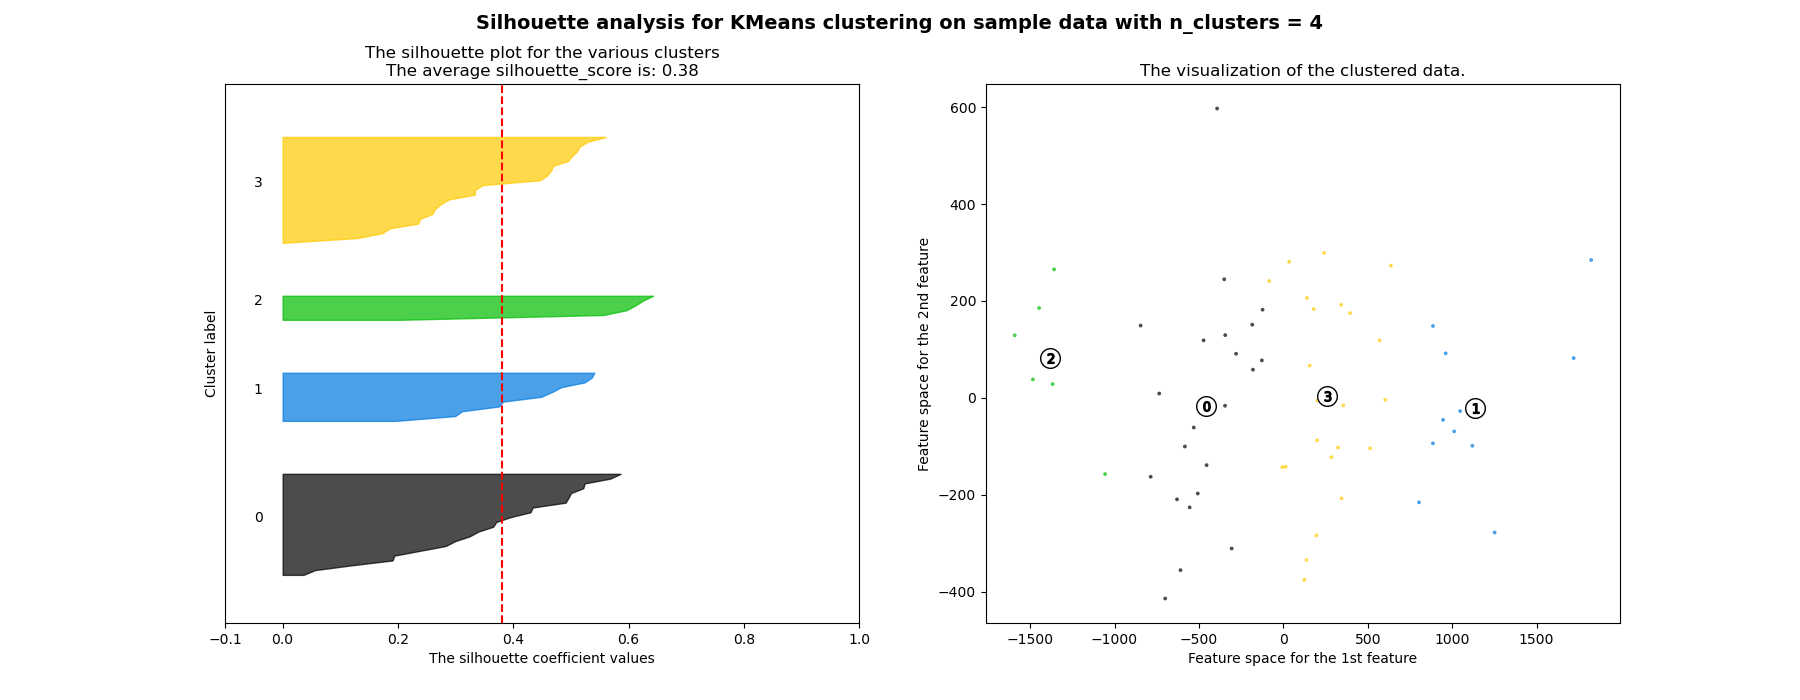 Silhouette analysis for KMeans clustering on sample data with n_clusters = 4
The silhouette plot for the various clusters
The average silhouette_score is: 0.38
Cluster label
3
2
1
0
−0.1 0.0 0.2 0.4 0.6 0.8 1.0
The silhouette coefficient values
The visualization of the clustered data.
Feature space for the 2nd feature
600
400
200
0
−200
−400
2
0
3
1
−1500 −1000 −500 0 500 1000 1500
Feature space for the 1st feature